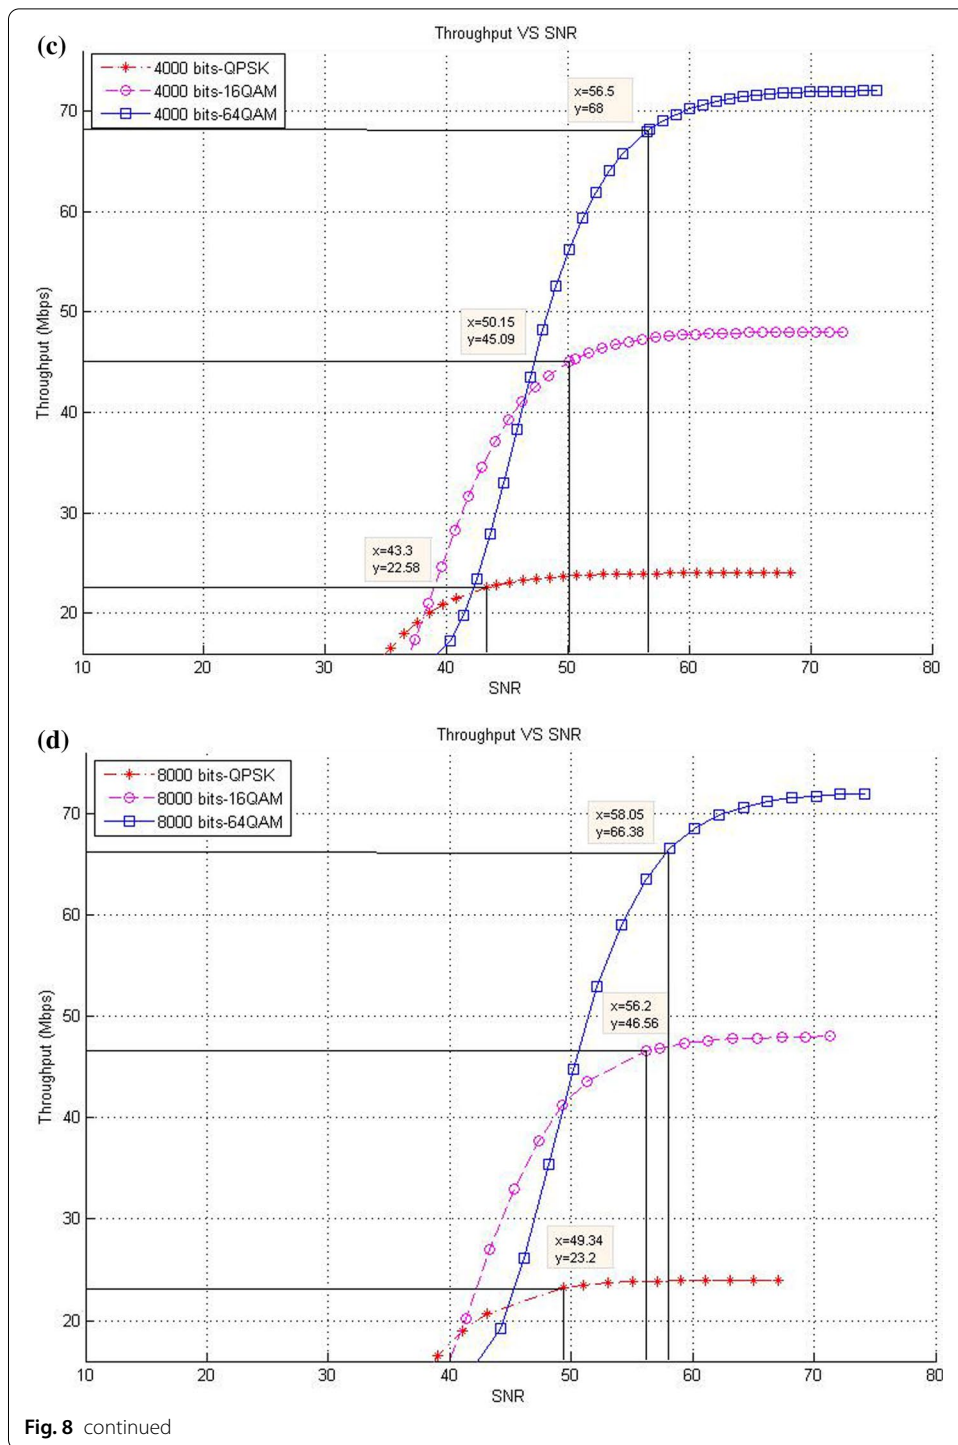 (c)
Throughput VS SNR
4000 bits-QPSK
4000 bits-16QAM
4000 bits-64QAM
x=56.5
y=68
x=50.15
y=45.09
x=43.3
y=22.58
Throughput (Mbps)
70
60
50
40
30
20
10 20 30 40 50 60 70 80
SNR
(d)
Throughput VS SNR
8000 bits-QPSK
8000 bits-16QAM
8000 bits-64QAM
x=58.05
y=66.38
x=56.2
y=46.56
x=49.34
y=23.2
Throughput (Mbps)
70
60
50
40
30
20
10 20 30 40 50 60 70 80
SNR
Fig. 8 continued